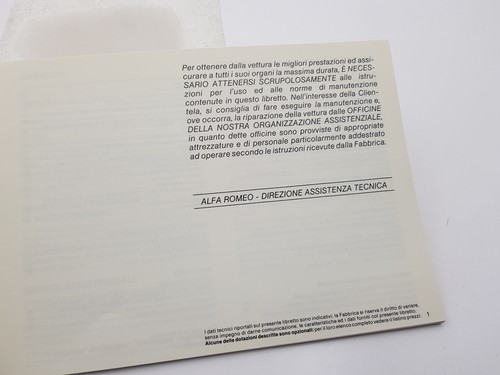 Per ottenere dalla vettura le migliori prestazioni ed assi-
curare a tutti i suoi organi la massima durata, È NECES-
SARIO ATTENERSI SCRUPOLOSAMENTE alle istru-
zioni per l'uso ed alle norme di manutenzione
contenute in questo libretto. Nell'interesse della Clien-
tela, si consiglia di fare eseguire la manutenzione e,
ove occorra, la riparazione della vettura dalle OFFICINE
DELLA NOSTRA ORGANIZZAZIONE ASSISTENZIALE,
in quanto dette officine sono provviste di appropriate
attrezzature e di personale particolarmente addestrato
ad operare secondo le istruzioni ricevute dalla Fabbrica.
ALFA ROMEO - DIREZIONE ASSISTENZA TECNICA
I dati tecnici riportati sul presente libretto sono indicativi, la Fabbrica si riserva il diritto di variare,
senza impegno di darne comunicazione, le caratteristiche ed i dati forniti col presente libretto.
Alcune delle dotazioni descritte sono opzionali: per il loro elenco completo vedere il listino prezzi.
1